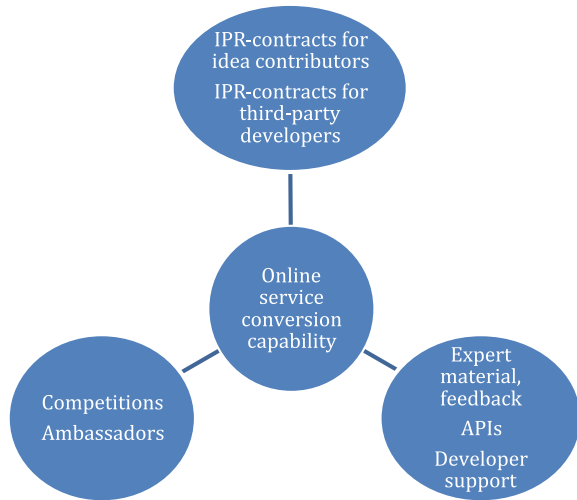 IPR-contracts for
idea contributors
IPR-contracts for
third-party
developers
Online
service
conversion
capability
Competitions
Ambassadors
Expert
material,
feedback
APIs
Developer
support